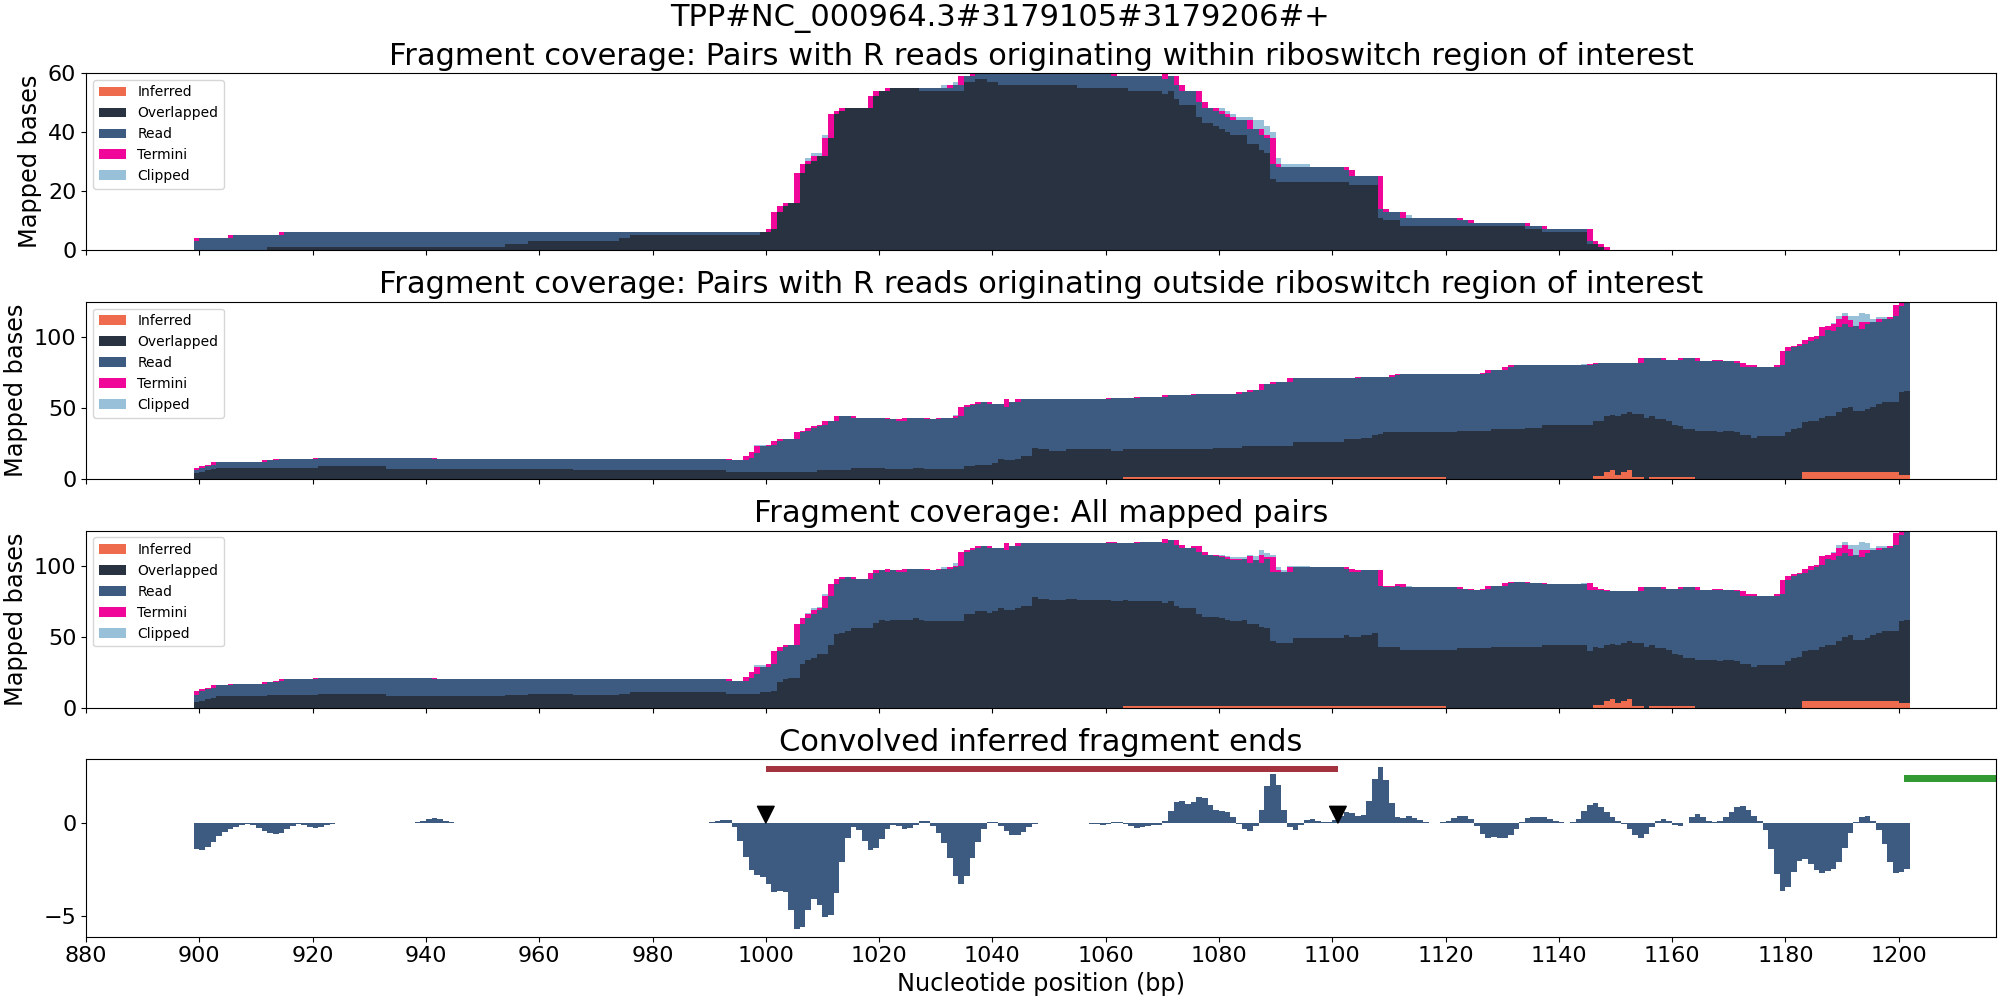 TPP#NC_000964.3#3179105#3179206#+
Fragment coverage: Pairs with R reads originating within riboswitch region of interest
Mapped bases
60
40
20
0
Inferred
Overlapped
Read
Termini
Clipped
Fragment coverage: Pairs with R reads originating outside riboswitch region of interest
Mapped bases
100
50
0
Inferred
Overlapped
Read
Termini
Clipped
Fragment coverage: All mapped pairs
Mapped bases
100
50
0
Inferred
Overlapped
Read
Termini
Clipped
Convolved inferred fragment ends
0
−5
880 900 920 940 960 980 1000 1020 1040 1060 1080 1100 1120 1140 1160 1180 1200
Nucleotide position (bp)